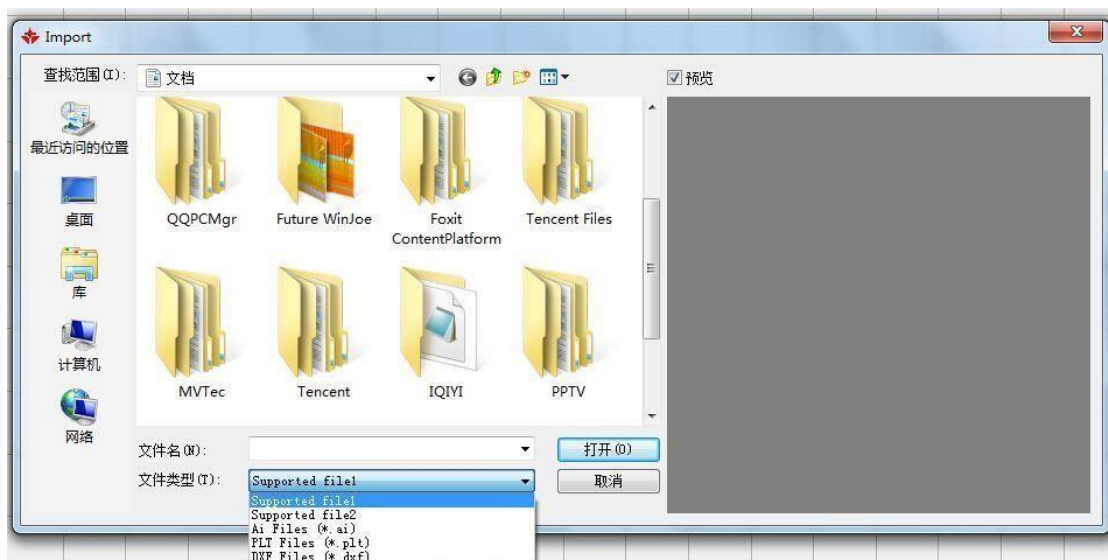 Import
查找范围(I):
文档
预览
最近访问的位置
桌面
库
计算机
网络
QQPCMgr
Future WinJoe
Foxit
ContentPlatform
Tencent Files
MVTec
Tencent
IQIYI
PPTV
文件名(N):
打开(O)
文件类型(T):
Supported file1
取消
Supported file1
Supported file2
Ai Files (*.ai)
PLT Files (*.plt)
DXF Files (*.dxf)